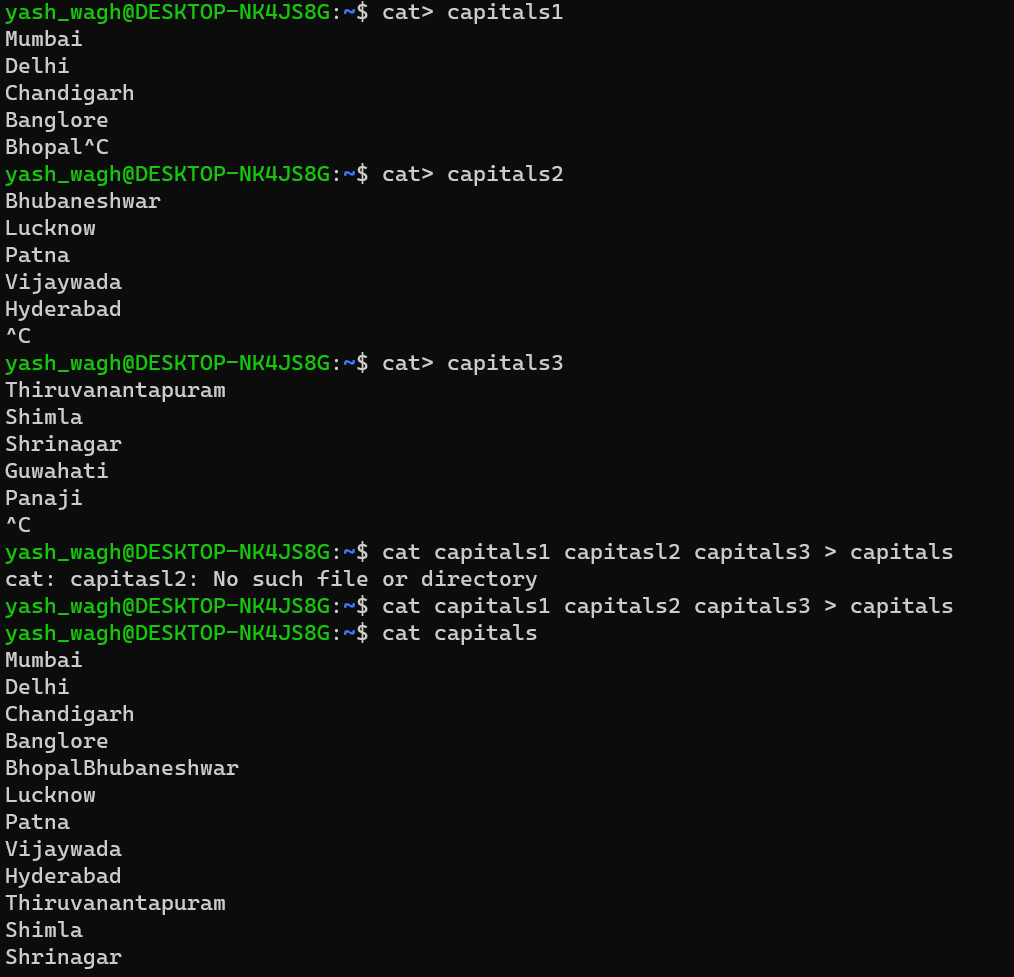 yash_wagh@DESKTOP-NK4JS8G:~$ cat> capitals1
Mumbai
Delhi
Chandigarh
Banglore
Bhopal^C
yash_wagh@DESKTOP-NK4JS8G:~$ cat> capitals2
Bhubaneshwar
Lucknow
Patna
Vijaywada
Hyderabad
^C
yash_wagh@DESKTOP-NK4JS8G:~$ cat> capitals3
Thiruvanantapuram
Shimla
Shrinagar
Guwahati
Panaji
^C
yash_wagh@DESKTOP-NK4JS8G:~$ cat capitals1 capitasl2 capitals3 > capitals
cat: capitasl2: No such file or directory
yash_wagh@DESKTOP-NK4JS8G:~$ cat capitals1 capitals2 capitals3 > capitals
yash_wagh@DESKTOP-NK4JS8G:~$ cat capitals
Mumbai
Delhi
Chandigarh
Banglore
BhopalBhubaneshwar
Lucknow
Patna
Vijaywada
Hyderabad
Thiruvanantapuram
Shimla
Shrinagar